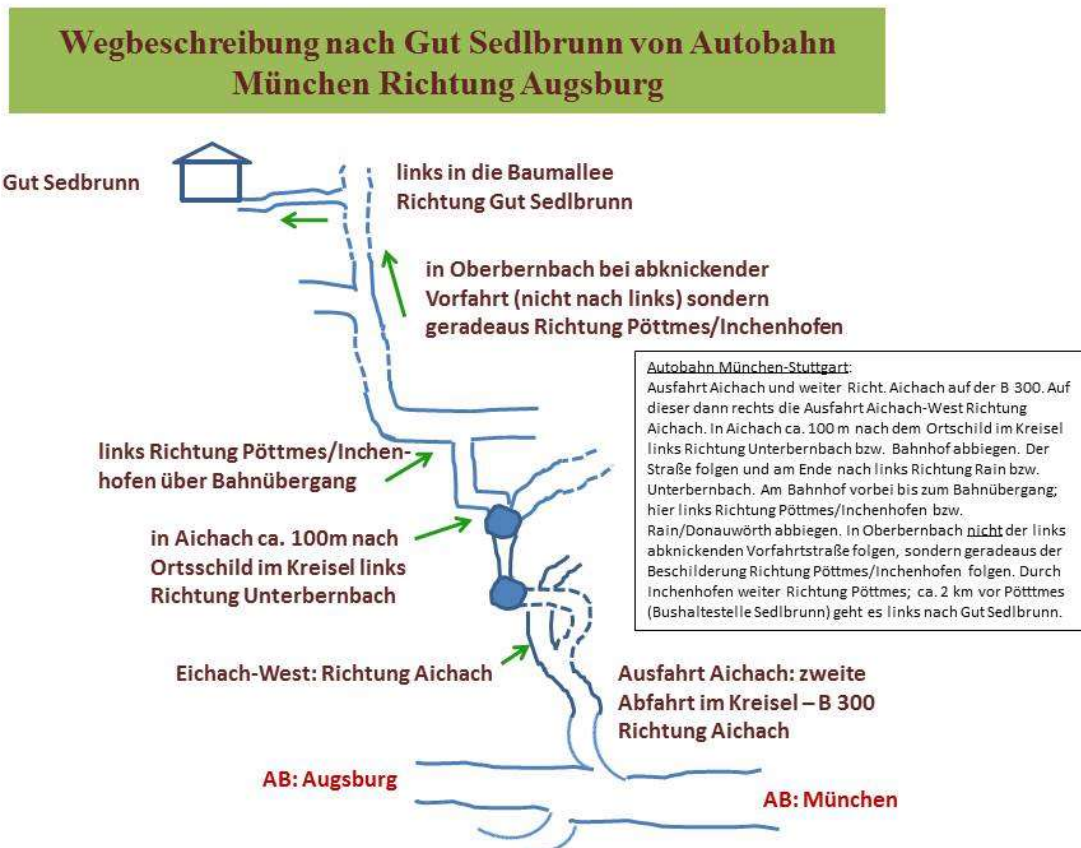 Wegbeschreibung nach Gut Sedlbrunn von Autobahn
München Richtung Augsburg
Gut Sedbrunn
links in die Baumallee
Richtung Gut Sedlbrunn
in Oberbernbach bei abknickender
Vorfahrt (nicht nach links) sondern
geradeaus Richtung Pöttmes/Inchenhofen
Autobahn München-Stuttgart:
Ausfahrt Aichach und weiter Richt. Aichach auf der B 300. Auf
dieser dann rechts die Ausfahrt Aichach-West Richtung
Aichach. In Aichach ca. 100 m nach dem Ortschild im Kreisel
links Richtung Unterbernbach bzw. Bahnhof abbiegen. Der
Straße folgen und am Ende nach links Richtung Rain bzw.
Unterbernbach. Am Bahnhof vorbei bis zum Bahnübergang;
hier links Richtung Pöttmes/Inchenhofen bzw.
Rain/Donauwörth abbiegen. In Oberbernbach nicht der links
abknickenden Vorfahrtstraße folgen, sondern geradeaus der
Beschilderung Richtung Pöttmes/Inchenhofen folgen. Durch
Inchenhofen weiter Richtung Pöttmes; ca. 2 km vor Pötttmes
(Bushaltestelle Sedlbrunn) geht es links nach Gut Sedlbrunn.
links Richtung Pöttmes/Inchen-
hofen über Bahnübergang
in Aichach ca. 100m nach
Ortsschild im Kreisel links
Richtung Unterbernbach
Eichach-West: Richtung Aichach
Ausfahrt Aichach: zweite
Abfahrt im Kreisel – B 300
Richtung Aichach
AB: Augsburg
AB: München